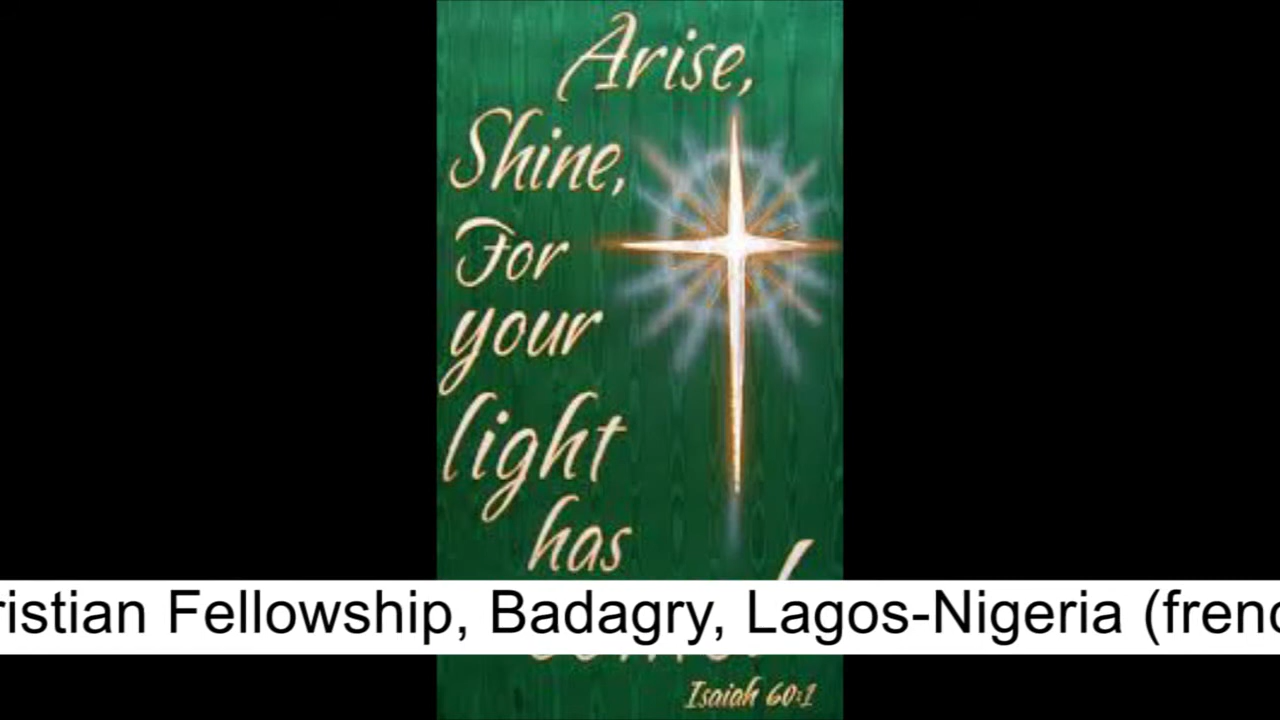 Arise,
Shine,
For
your
light
has
ristian Fellowship, Badagry, Lagos-Nigeria (frenc
Isaiah 60:1